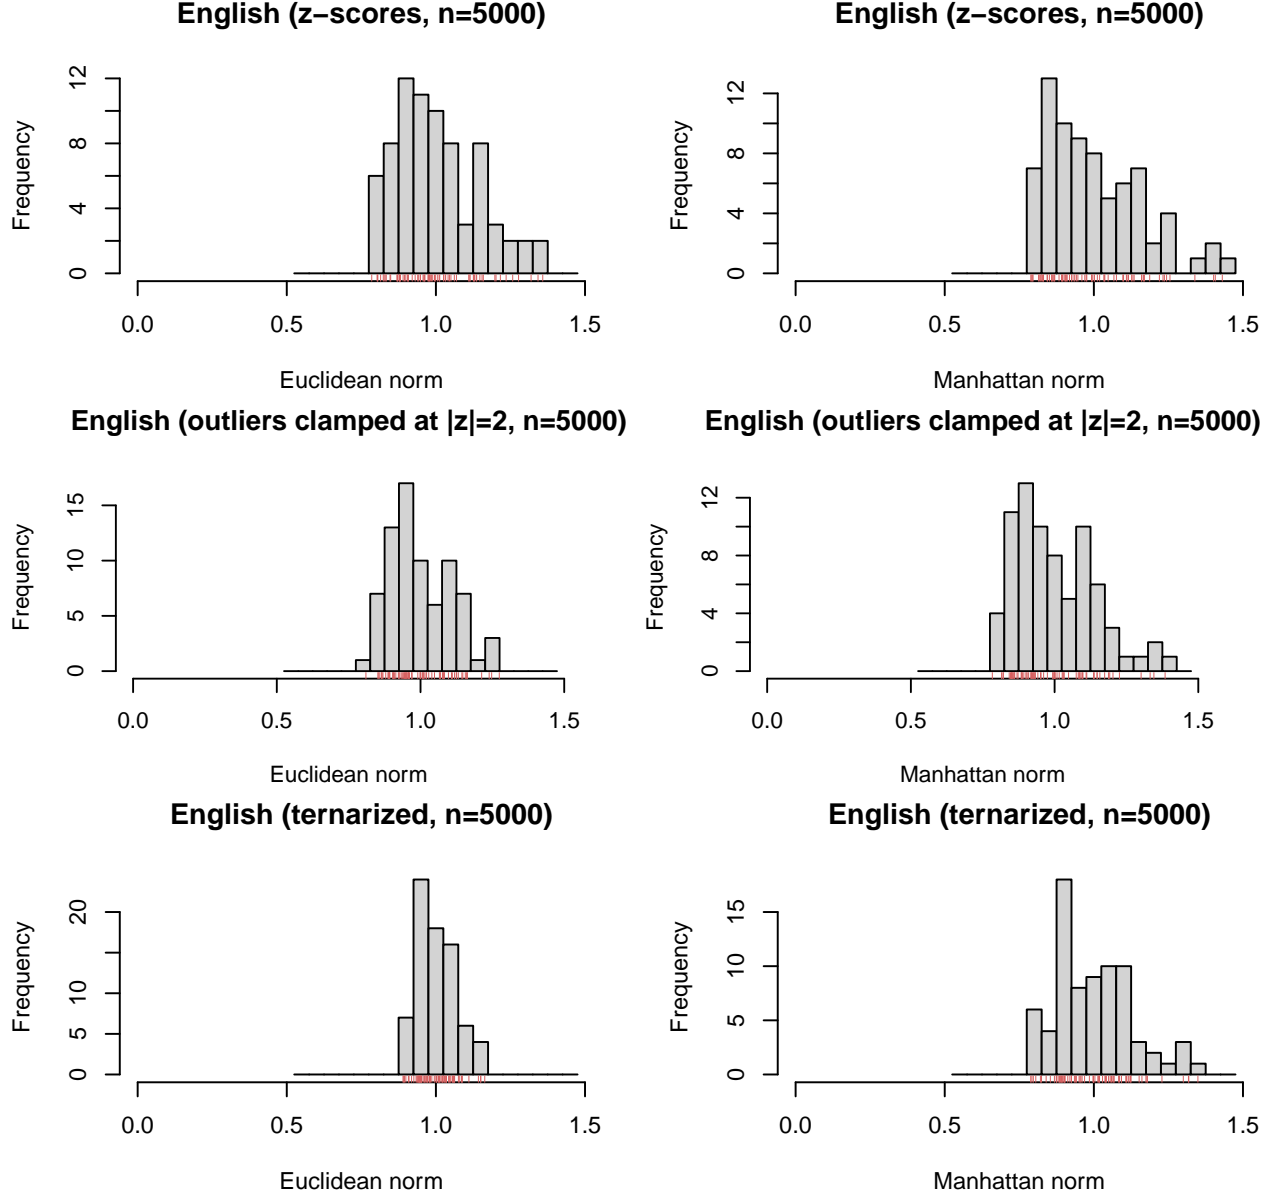 English (z−scores, n=5000)
Frequency
0 4 8 12
0.0 0.5 1.0 1.5
Euclidean norm
English (z−scores, n=5000)
Frequency
0 4 8 12
0.0 0.5 1.0 1.5
Manhattan norm
English (outliers clamped at |z|=2, n=5000)
Frequency
0 5 10 15
0.0 0.5 1.0 1.5
Euclidean norm
English (outliers clamped at |z|=2, n=5000)
Frequency
0 4 8 12
0.0 0.5 1.0 1.5
Manhattan norm
English (ternarized, n=5000)
Frequency
0 5 10 20
0.0 0.5 1.0 1.5
Euclidean norm
English (ternarized, n=5000)
Frequency
0 5 10 15
0.0 0.5 1.0 1.5
Manhattan norm